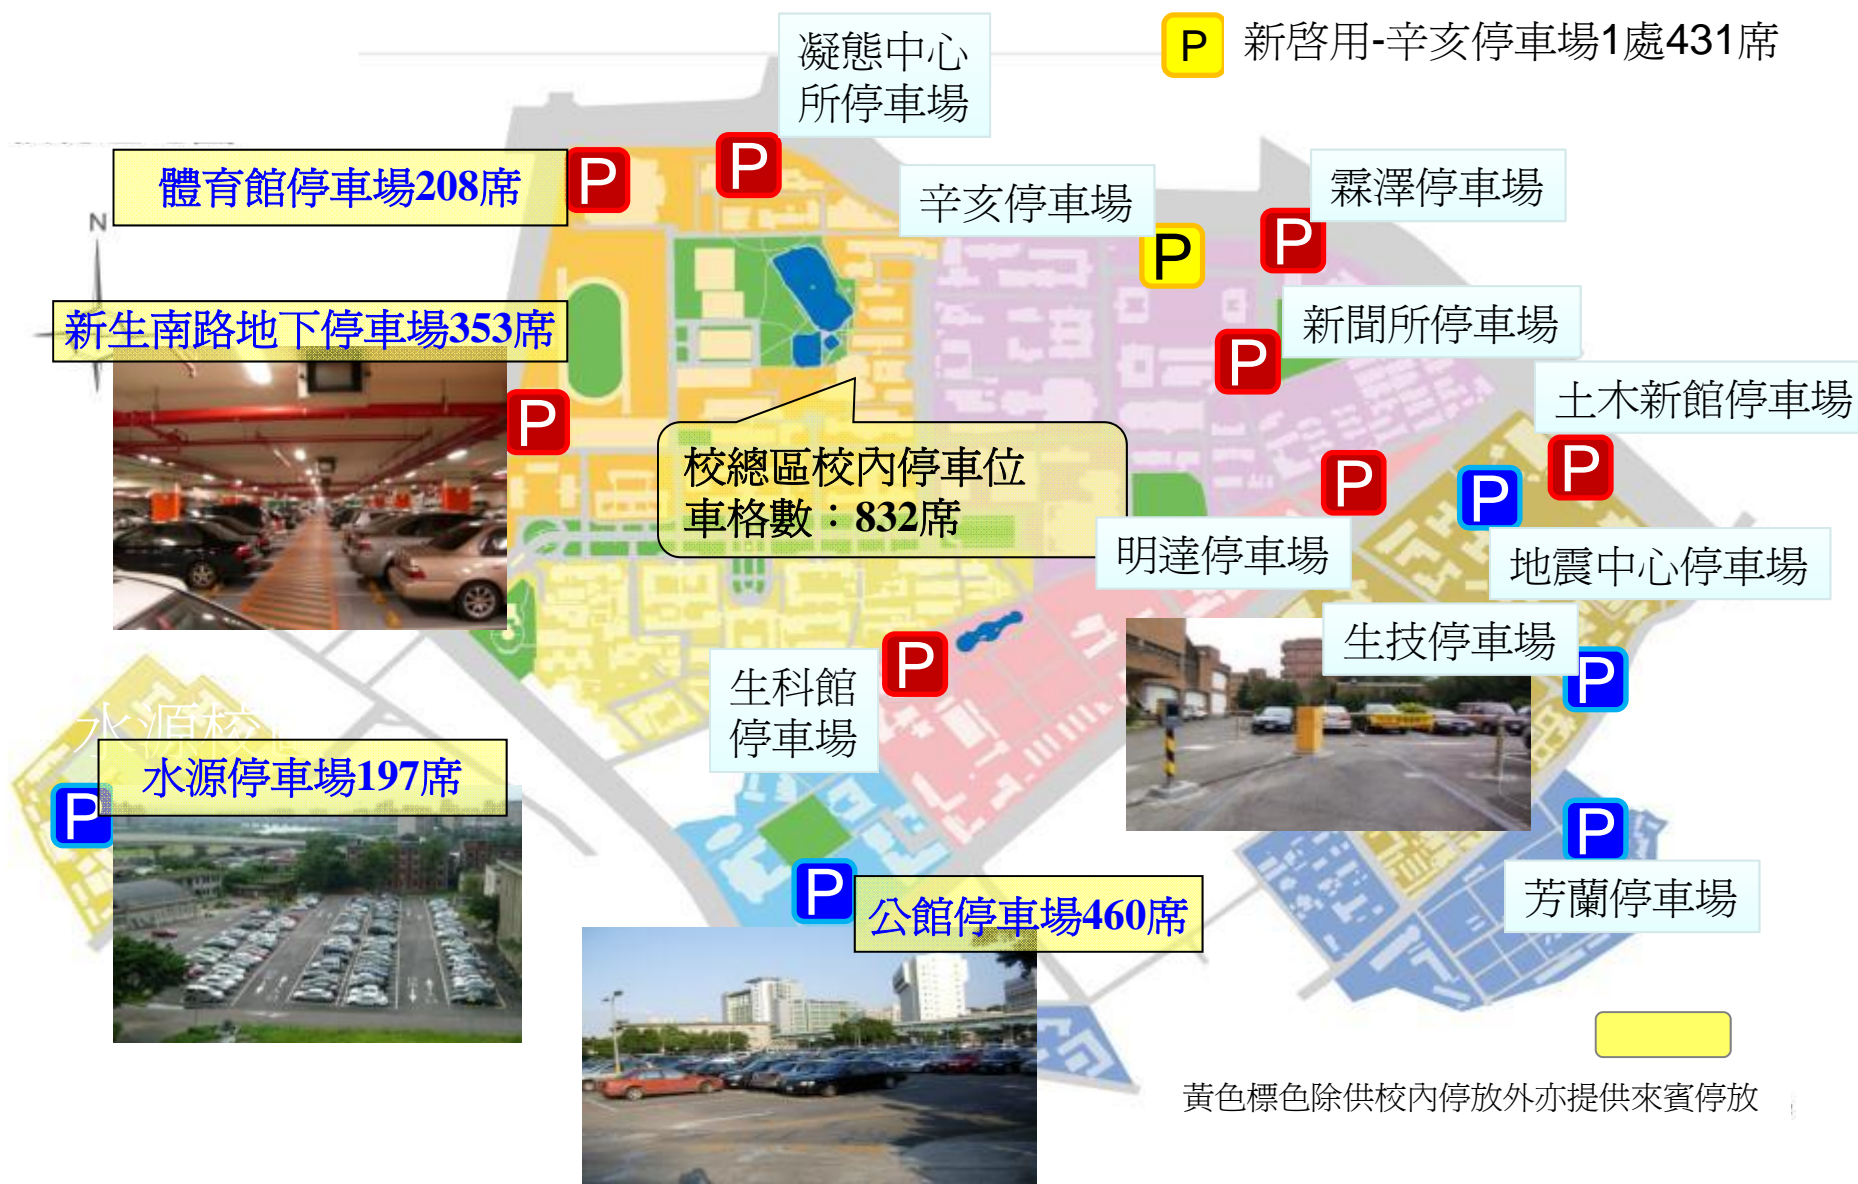 凝態中心
所停車場
P 新啓用-辛亥停車場1處431席
體育館停車場208席
P
P
辛亥停車場
P
霖澤停車場
P
N
新生南路地下停車場353席
新聞所停車場
P
P
土木新館停車場
校總區校內停車位
車格數：832席
P
P
P
明達停車場
地震中心停車場
生技停車場
P
生科館
停車場
P
水源校
水源停車場197席
P
P
芳蘭停車場
P
公館停車場460席
黃色標色除供校內停放外亦提供來賓停放